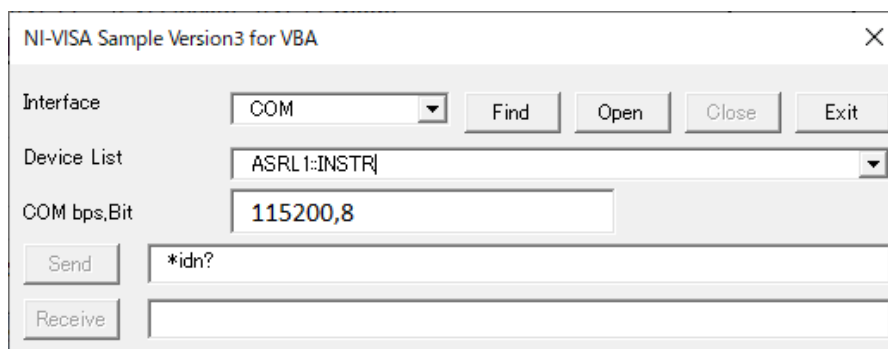 NI-VISA Sample Version3 for VBA
Interface COM Find Open Close Exit
Device List ASRL1::INSTR
COM bps,Bit 115200,8
Send *idn?
Receive